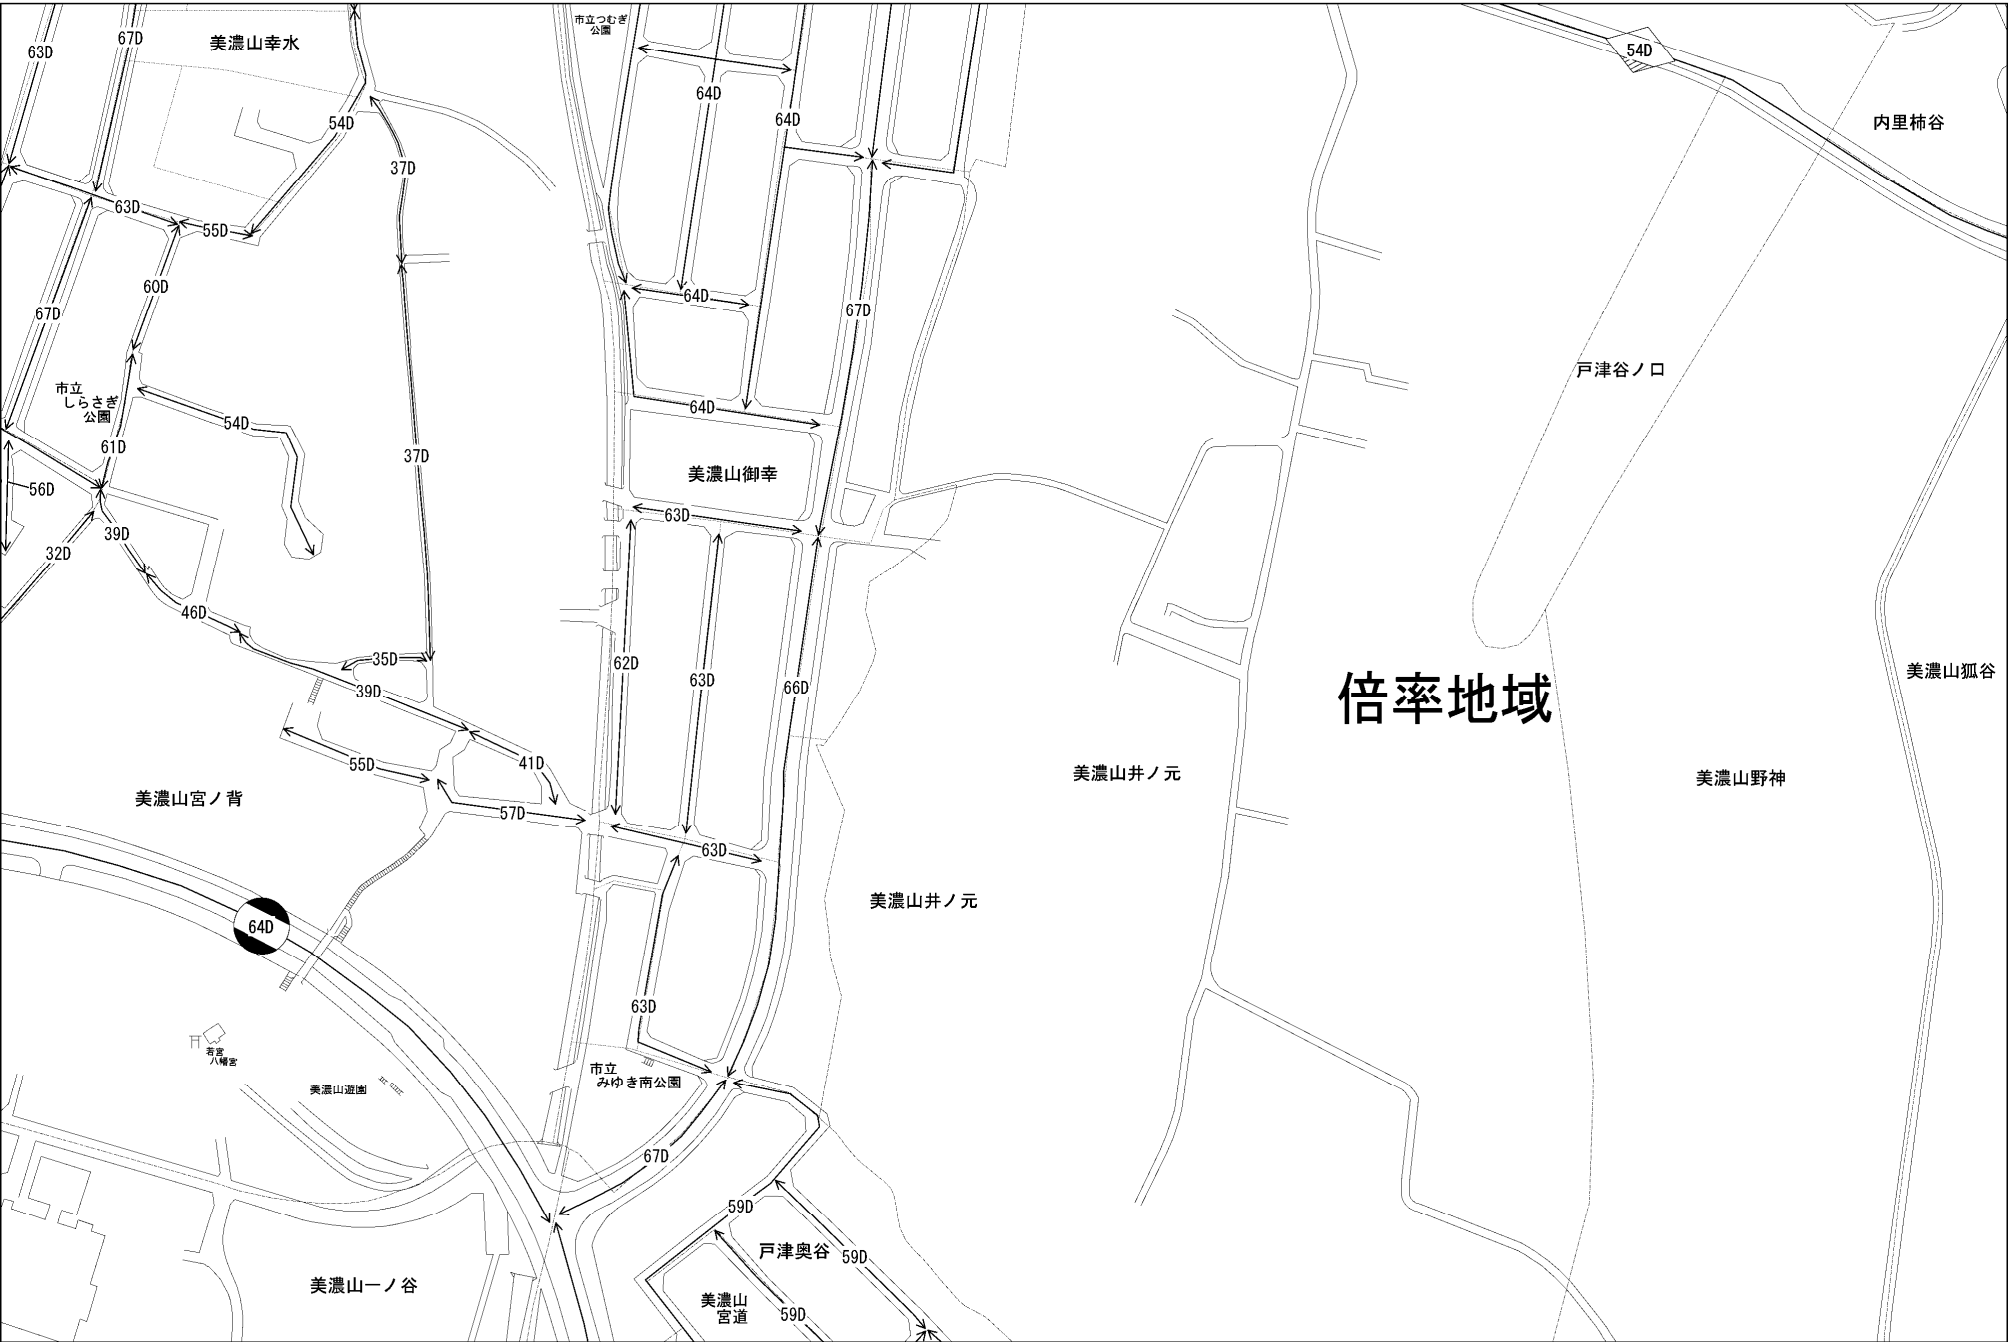 市立つむぎ
公園
63D
67D
美濃山幸水
54D
64D
64D
54D
内里柿谷
37D
63D
55D
60D
67D
64D
67D
戸津谷ノ口
市立
しらさぎ
公園
54D
64D
61D
37D
美濃山御幸
56D
63D
39D
32D
46D
35D
39D
62D
63D
66D
倍率地域
美濃山狐谷
55D
41D
美濃山井ノ元
美濃山野神
美濃山宮ノ背
57D
63D
美濃山井ノ元
64D
63D
若宮
八幡宮
市立
みゆき南公園
美濃山遊園
67D
59D
戸津奥谷
59D
美濃山一ノ谷
美濃山
宮道
59D